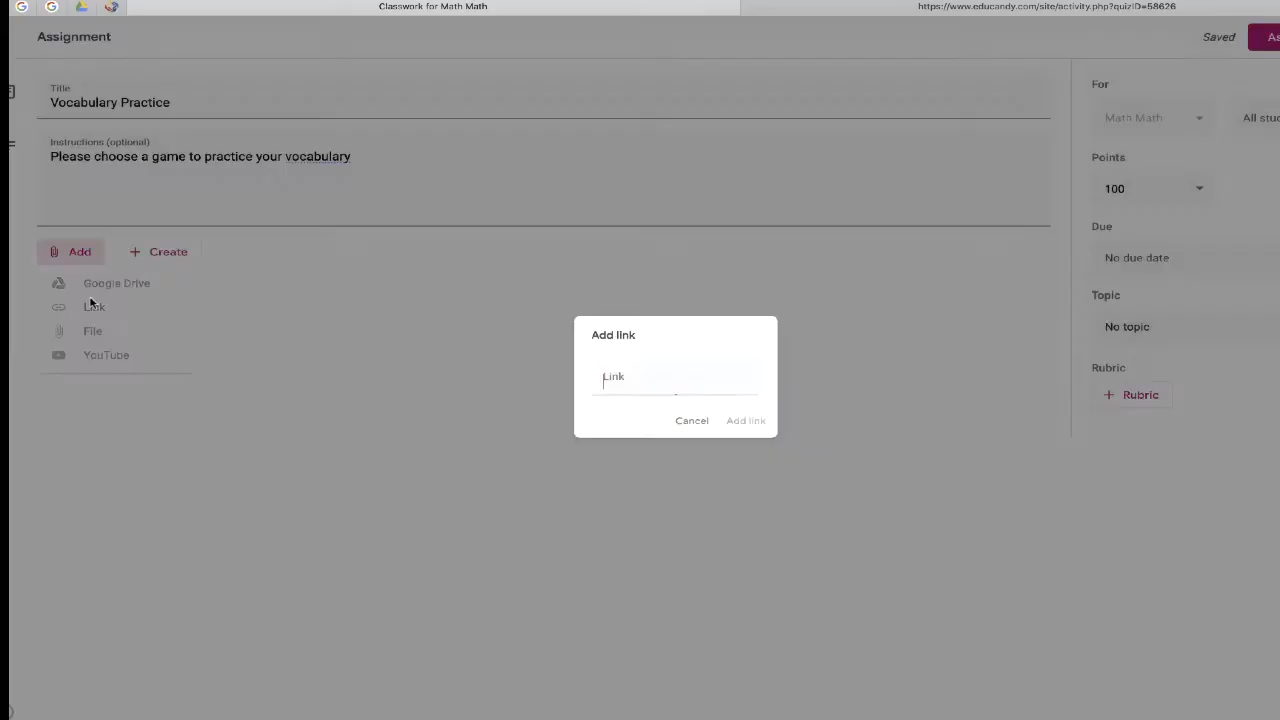 Classwork for Math Math
https://www.educandy.com/site/activity.php?quizID=58626
Assignment
Saved
Title
Vocabulary Practice
Instructions (optional)
Please choose a game to practice your vocabulary
Add
+ Create
Google Drive
Link
File
YouTube
Add link
Link
Cancel
Add link
For
Math Math
Points
100
Due
No due date
Topic
No topic
Rubric
+ Rubric